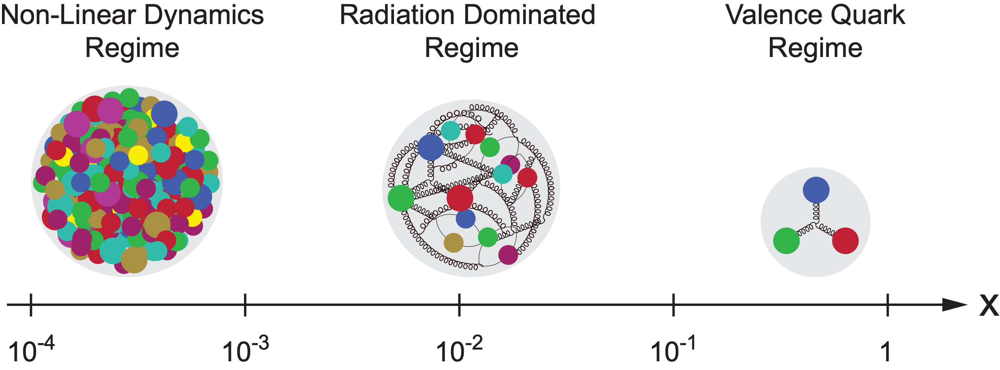 Non-Linear Dynamics
Regime
Radiation Dominated
Regime
Valence Quark
Regime
x
10⁻⁴
10⁻³
10⁻²
10⁻¹
1